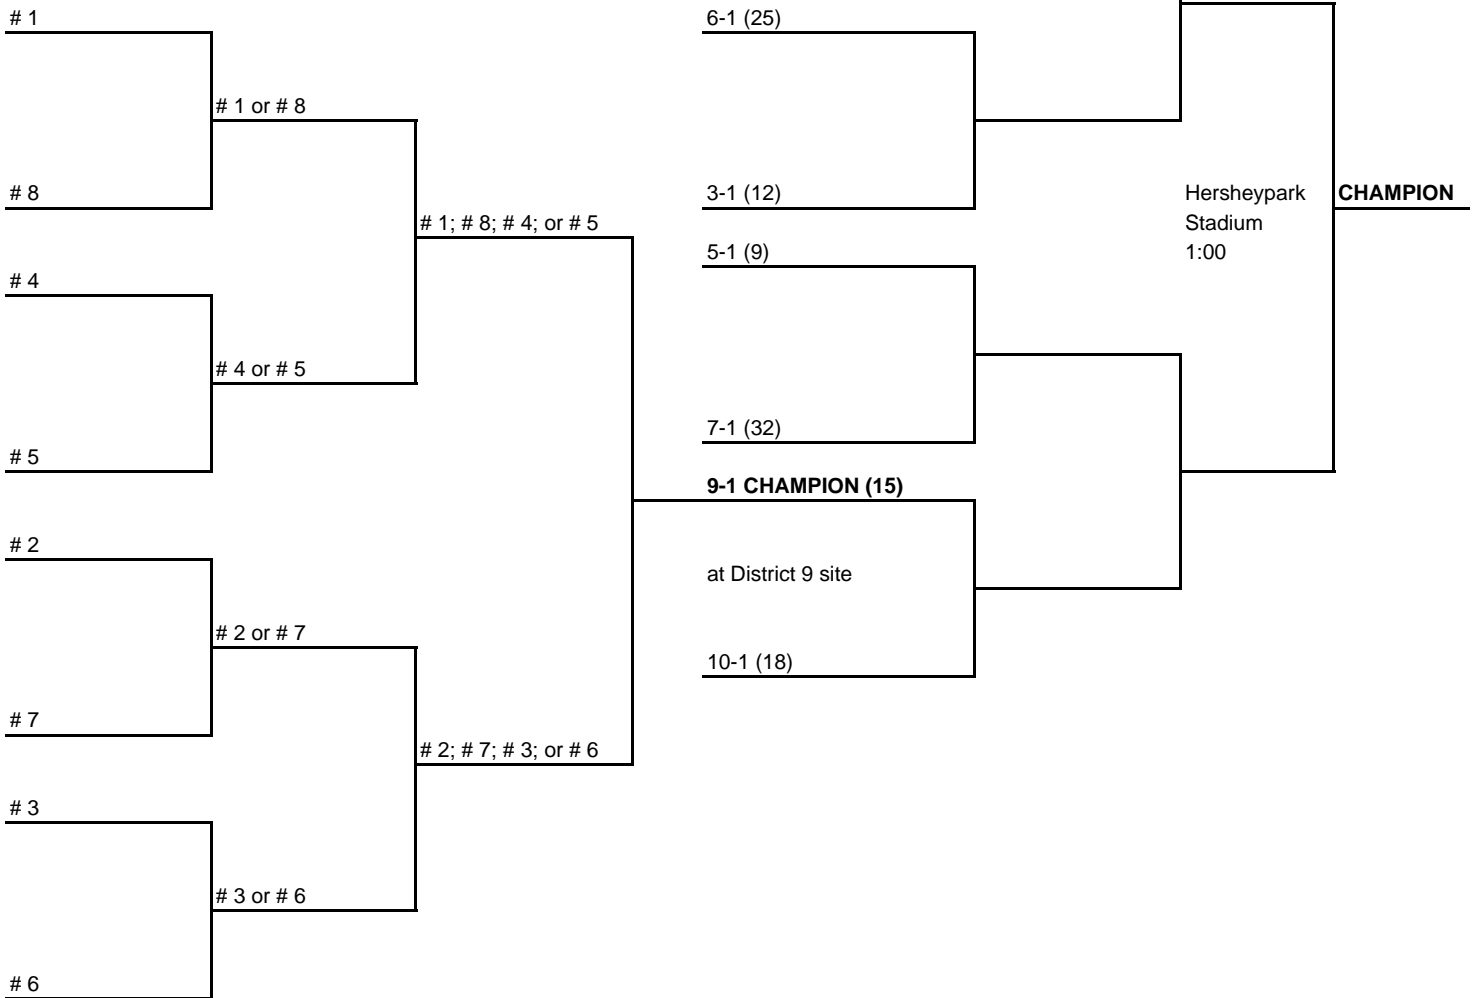 # 1
# 1 or # 8
# 8
# 1; # 8; # 4; or # 5
# 4
# 4 or # 5
# 5
# 2
# 2 or # 7
# 7
# 2; # 7; # 3; or # 6
# 3
# 3 or # 6
# 6
6-1 (25)
3-1 (12)
5-1 (9)
7-1 (32)
9-1 CHAMPION (15)
at District 9 site
10-1 (18)
Hersheypark
Stadium
1:00
CHAMPION